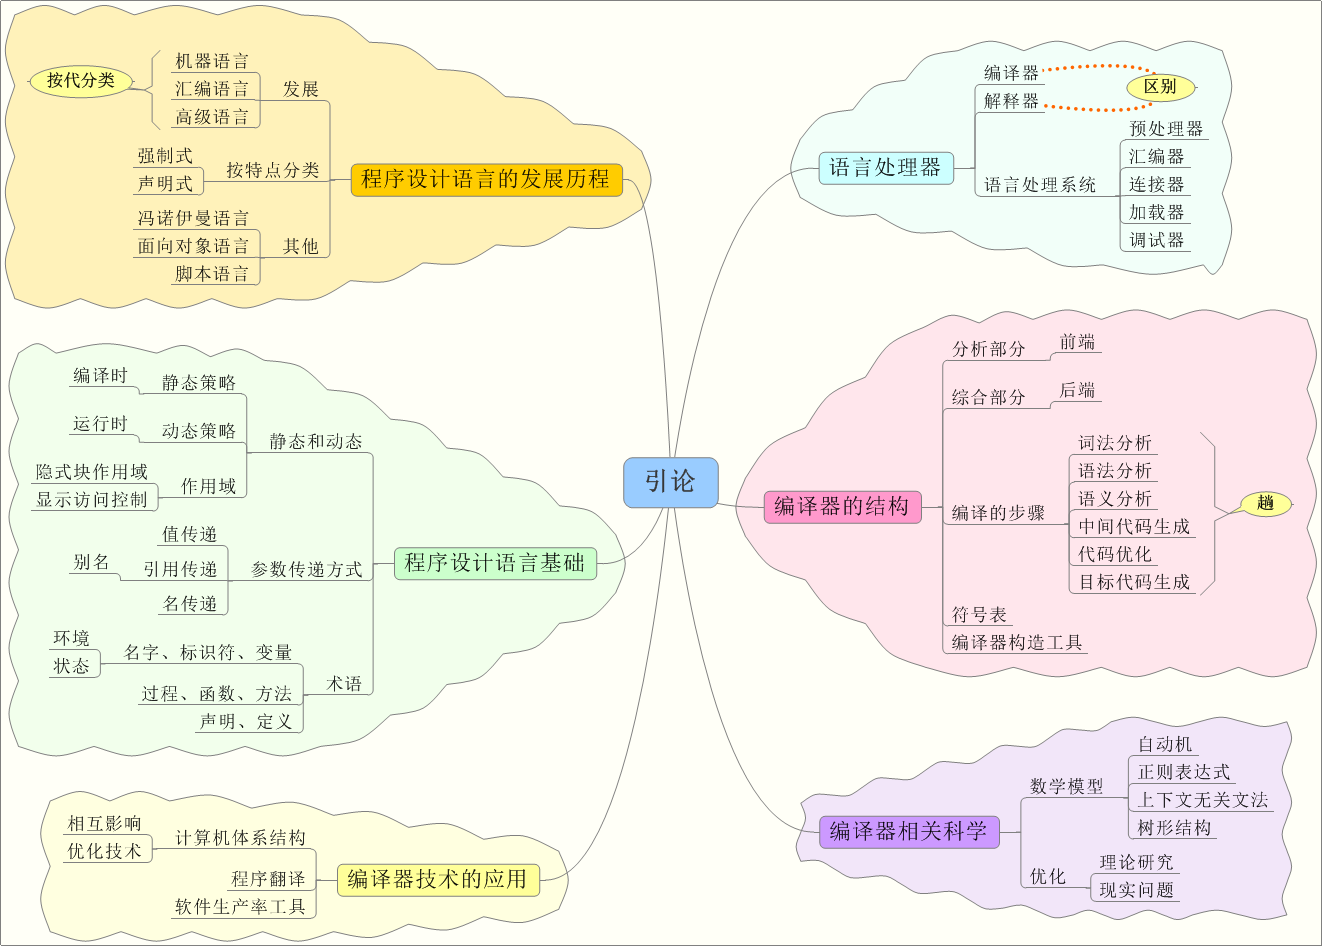 引论
语言处理器
编译器
解释器
区别
语言处理系统
预处理器
汇编器
连接器
加载器
调试器
编译器的结构
分析部分
前端
综合部分
后端
编译的步骤
词法分析
语法分析
语义分析
中间代码生成
代码优化
目标代码生成
趟
符号表
编译器构造工具
编译器相关科学
数学模型
自动机
正则表达式
上下文无关文法
树形结构
优化
理论研究
现实问题
程序设计语言的发展历程
发展
机器语言
汇编语言
高级语言
按代分类
按特点分类
强制式
声明式
其他
冯诺伊曼语言
面向对象语言
脚本语言
程序设计语言基础
静态和动态
静态策略
编译时
动态策略
运行时
作用域
隐式块作用域
显示访问控制
参数传递方式
值传递
引用传递
别名
名传递
术语
名字、标识符、变量
环境
状态
过程、函数、方法
声明、定义
编译器技术的应用
计算机体系结构
相互影响
优化技术
程序翻译
软件生产率工具